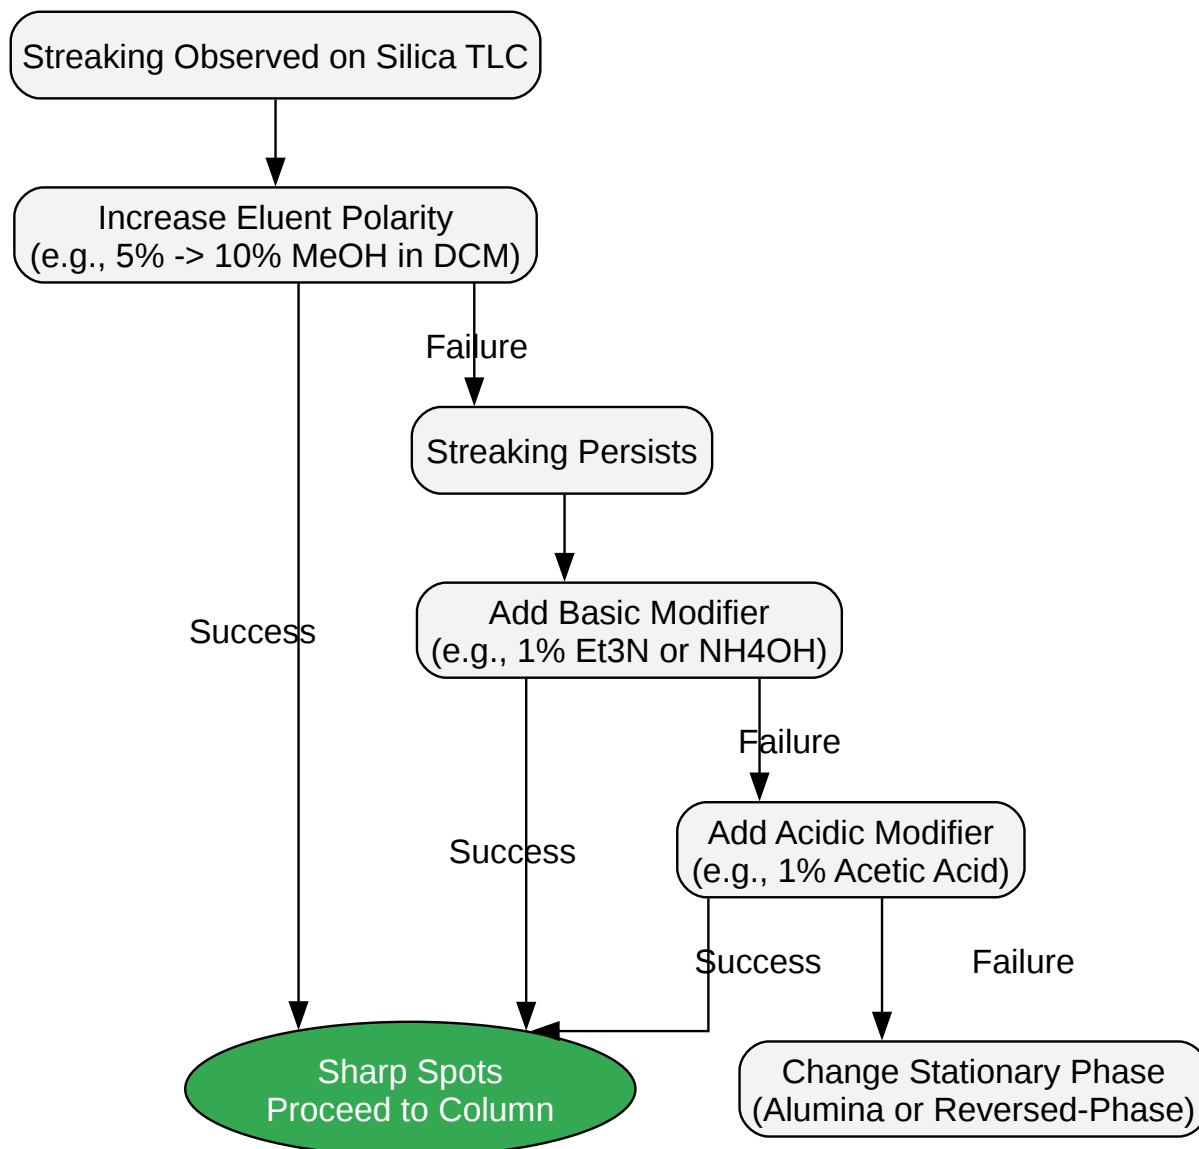 Streaking Observed on Silica TLC
Increase Eluent Polarity
(e.g., 5% -> 10% MeOH in DCM)
Failure
Streaking Persists
Add Basic Modifier
(e.g., 1% Et3N or NH4OH)
Success
Failure
Add Acidic Modifier
(e.g., 1% Acetic Acid)
Success
Success
Failure
Sharp Spots
Proceed to Column
Change Stationary Phase
(Alumina or Reversed-Phase)